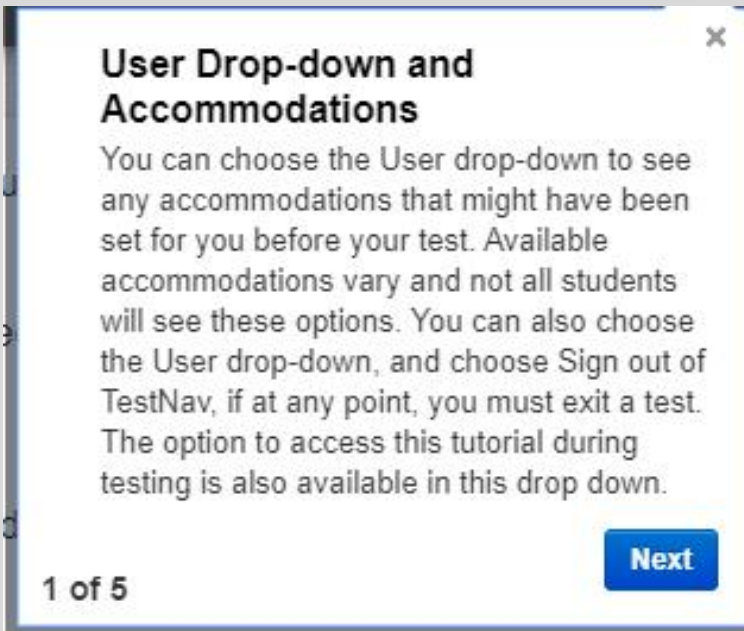 ×
User Drop-down and
Accommodations
You can choose the User drop-down to see
any accommodations that might have been
set for you before your test. Available
accommodations vary and not all students
will see these options. You can also choose
the User drop-down, and choose Sign out of
TestNav, if at any point, you must exit a test.
The option to access this tutorial during
testing is also available in this drop down.
Next
1 of 5